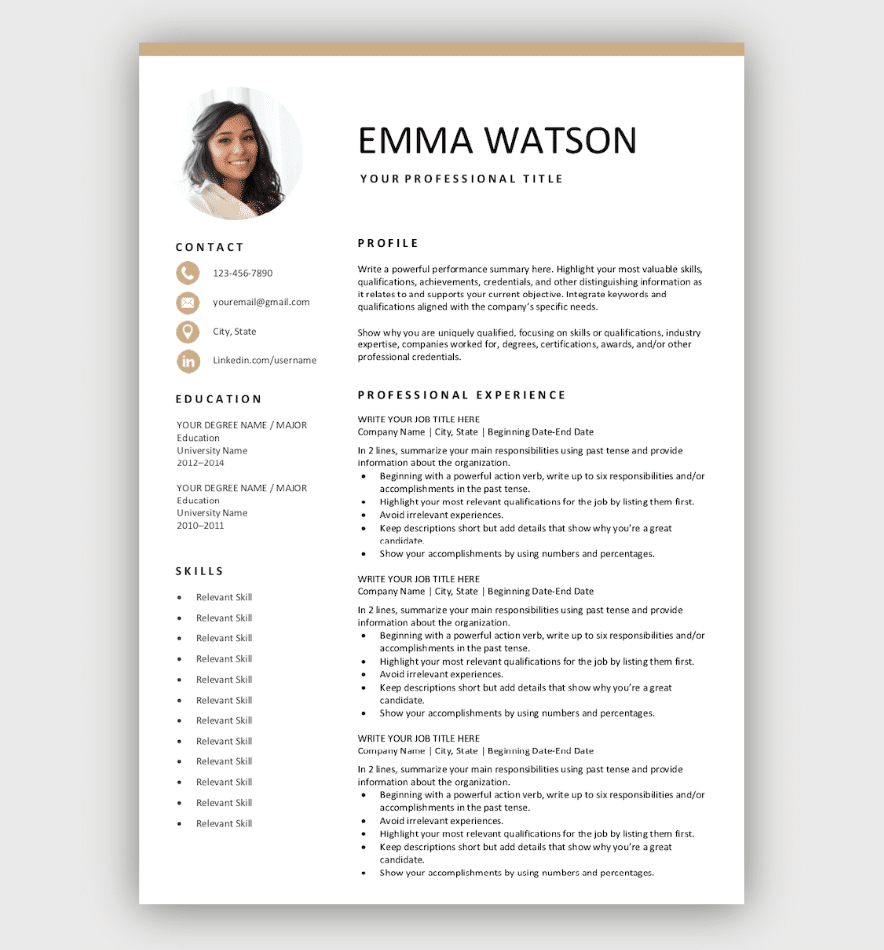 EMMA WATSON
YOUR PROFESSIONAL TITLE
CONTACT
123-456-7890
youremail@gmail.com
City, State
in
Linkedin.com/username
EDUCATION
YOUR DEGREE NAME / MAJOR
Education
University Name
2012–2014
YOUR DEGREE NAME / MAJOR
Education
University Name
2010–2011
SKILLS
• Relevant Skill
• Relevant Skill
• Relevant Skill
• Relevant Skill
• Relevant Skill
• Relevant Skill
• Relevant Skill
• Relevant Skill
• Relevant Skill
• Relevant Skill
• Relevant Skill
• Relevant Skill
PROFILE
Write a powerful performance summary here. Highlight your most valuable skills,
qualifications, achievements, credentials, and other distinguishing information as
it relates to and supports your current objective. Integrate keywords and
qualifications aligned with the company's specific needs.
Show why you are uniquely qualified, focusing on skills or qualifications, industry
expertise, companies worked for, degrees, certifications, awards, and/or other
professional credentials.
PROFESSIONAL EXPERIENCE
WRITE YOUR JOB TITLE HERE
Company Name | City, State | Beginning Date-End Date
In 2 lines, summarize your main responsibilities using past tense and provide
information about the organization.
• Beginning with a powerful action verb, write up to six responsibilities and/or
accomplishments in the past tense.
• Highlight your most relevant qualifications for the job by listing them first.
• Avoid irrelevant experiences.
• Keep descriptions short but add details that show why you're a great
candidate.
• Show your accomplishments by using numbers and percentages.
WRITE YOUR JOB TITLE HERE
Company Name | City, State | Beginning Date-End Date
In 2 lines, summarize your main responsibilities using past tense and provide
information about the organization.
• Beginning with a powerful action verb, write up to six responsibilities and/or
accomplishments in the past tense.
• Highlight your most relevant qualifications for the job by listing them first.
• Avoid irrelevant experiences.
• Keep descriptions short but add details that show why you're a great
candidate.
• Show your accomplishments by using numbers and percentages.
WRITE YOUR JOB TITLE HERE
Company Name | City, State | Beginning Date-End Date
In 2 lines, summarize your main responsibilities using past tense and provide
information about the organization.
• Beginning with a powerful action verb, write up to six responsibilities and/or
accomplishments in the past tense.
• Avoid irrelevant experiences.
• Highlight your most relevant qualifications for the job by listing them first.
• Keep descriptions short but add details that show why you're a great
candidate.
• Show your accomplishments by using numbers and percentages.